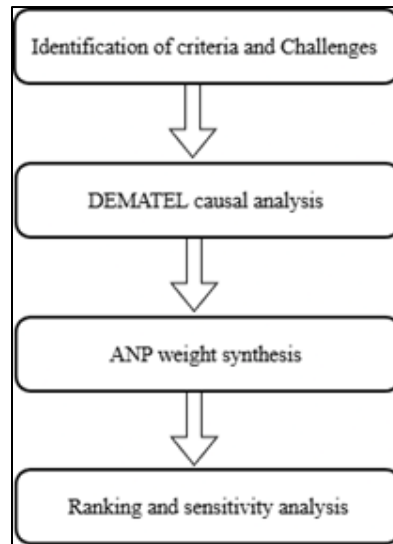 Identification of criteria and Challenges
DEMATEL causal analysis
ANP weight synthesis
Ranking and sensitivity analysis